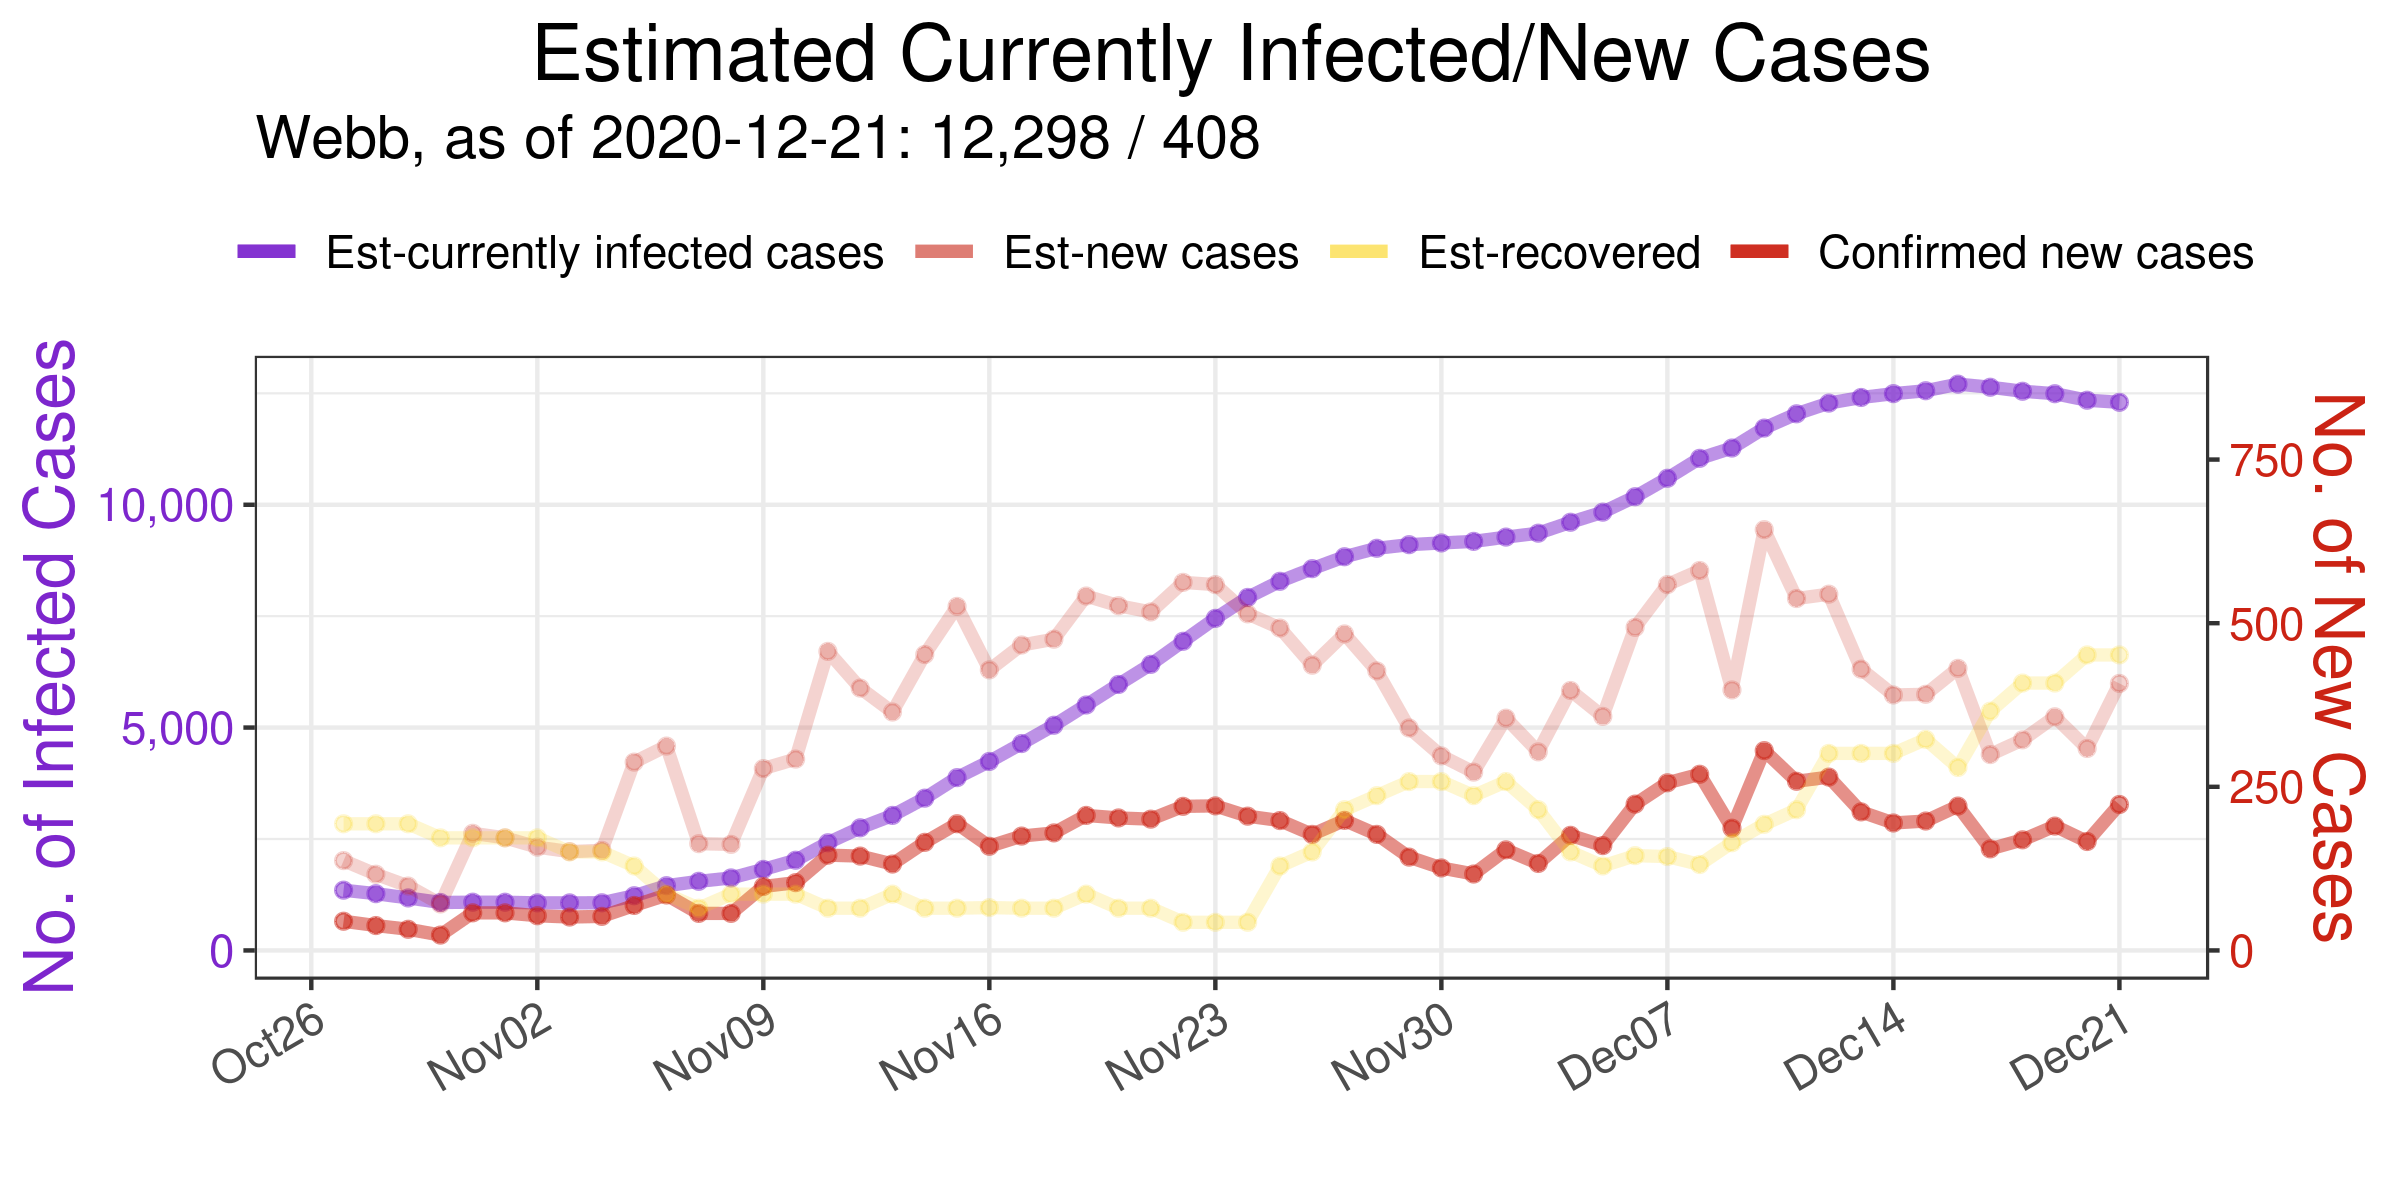 Estimated Currently Infected/New Cases
Webb, as of 2020-12-21: 12,298 / 408
Est-currently infected cases Est-new cases Est-recovered Confirmed new cases
No. of Infected Cases
10,000
5,000
0
750
500
250
0
No. of New Cases
Oct26 Nov02 Nov09 Nov16 Nov23 Nov30 Dec07 Dec14 Dec21